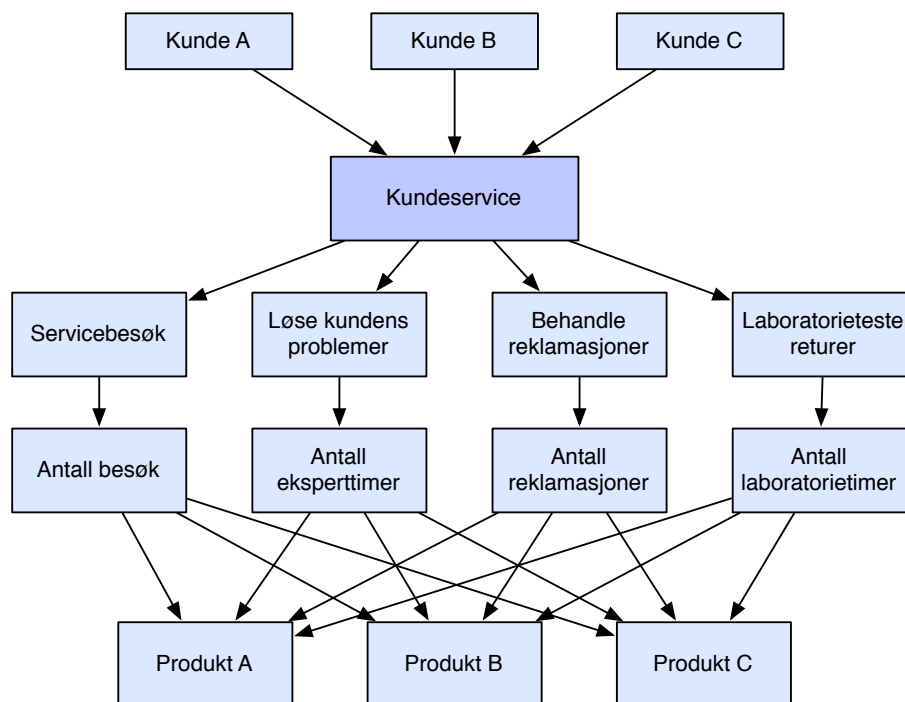 Kunde A
Kunde B
Kunde C
Kundeservice
Servicebesøk
Løse kundens
problemer
Behandle
reklamasjoner
Laboratorieteste
returer
Antall besøk
Antall
eksperttimer
Antall
reklamasjoner
Antall
laboratorietimer
Produkt A
Produkt B
Produkt C